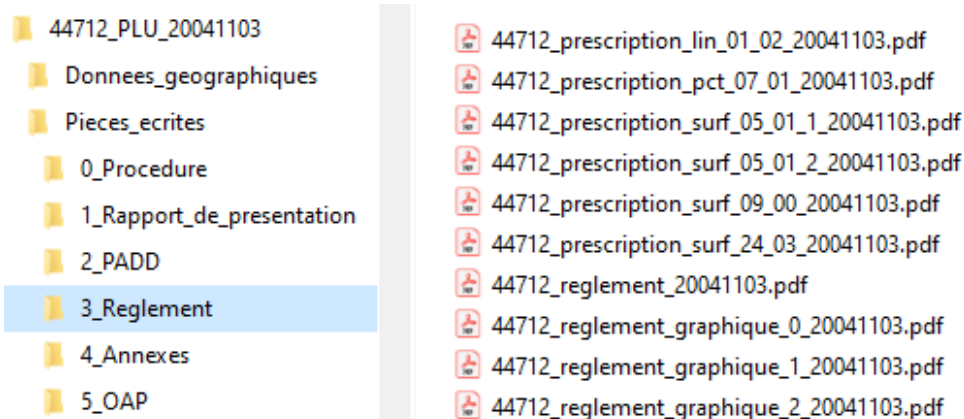 44712_PLU_20041103
Donnees_geographiques
Pieces_ecrites
0_Procedure
1_Rapport_de_presentation
2_PADD
3_Reglement
4_Annexes
5_OAP
44712_prescription_lin_01_02_20041103.pdf
44712_prescription_pct_07_01_20041103.pdf
44712_prescription_surf_05_01_1_20041103.pdf
44712_prescription_surf_05_01_2_20041103.pdf
44712_prescription_surf_09_00_20041103.pdf
44712_prescription_surf_24_03_20041103.pdf
44712_reglement_20041103.pdf
44712_reglement_graphique_0_20041103.pdf
44712_reglement_graphique_1_20041103.pdf
44712_reglement_graphique_2_20041103.pdf